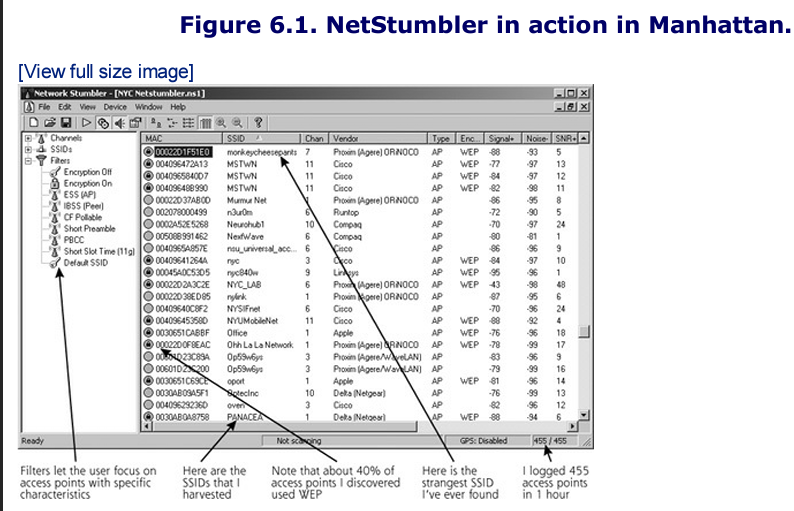 Figure 6.1. NetStumbler in action in Manhattan.
[View full size image]
Network Stumbler - [NYC Netstumbler.ns1]
File Edit View Device Window Help
Channels
SSIDs
Filters
Encryption Off
Encryption On
ESS (AP)
IBSS (Peer)
CF Pollable
Short Preamble
PBCC
Short Slot Time (11g)
Default SSID
MAC SSID Chan Vendor Type Enc... Signal+ Noise- SNR+
00022D1F51E0 monkeycheesepants 7 Proxim (Agere) ORiNOCO AP WEP -88 -93 5
004096472A13 MSTWN 11 Cisco AP WEP -77 -97 13
0040965840D7 MSTWN 11 Cisco AP WEP -84 -97 12
00409648B990 MSTWN 11 Cisco AP WEP -82 -98 11
00022D37AB0D Murmur Net 1 Proxim (Agere) ORiNOCO AP -86 -95 8
002078000499 n3ur0m 6 Runtop AP -72 -90 5
0002A52E5268 Neurohub1 10 Compaq AP -70 -97 24
00508B991462 NextWave 6 Compaq AP -80 -81 1
0040965A857E nsu_universal_acc... 6 Cisco AP -86 -96 9
00409641264A nyc 3 Cisco AP WEP -84 -97 10
00045A0C53D5 nyc840w 9 Linksys AP WEP -95 -96 1
00022D2A3C2E NYC_LAB 6 Proxim (Agere) ORiNOCO AP WEP -43 -98 48
00022D38ED85 nylink 1 Proxim (Agere) ORiNOCO AP -87 -95 6
00409640C8F2 NYSIFnet 6 Cisco AP -70 -96 24
00409645358D NYUMobileNet 11 Cisco AP WEP -88 -92 4
0030651CABBF Office 1 Apple AP WEP -76 -96 18
00022D0F8EAC Ohh La La Network 1 Proxim (Agere) ORiNOCO AP WEP -78 -99 17
00601D23C89A Op59w6ys 3 Proxim (Agere/WaveLAN) AP -83 -96 9
00601D23C200 Op59w6ys 3 Proxim (Agere/WaveLAN) AP -79 -99 16
0030651C69CE oport 1 Apple AP WEP -81 -96 14
0030AB09A5F1 OptecInc 10 Delta (Netgear) AP -76 -99 13
00409629236D oven 3 Cisco AP -82 -96 12
0030AB0A8758 PANACEA 1 Delta (Netgear) AP WEP -88 -94 6
Ready Not scanning GPS: Disabled 455 / 455
Filters let the user focus on
access points with specific
characteristics
Here are the
SSIDs that I
harvested
Note that about 40% of
access points I discovered
used WEP
Here is the
strangest SSID
I've ever found
I logged 455
access points
in 1 hour